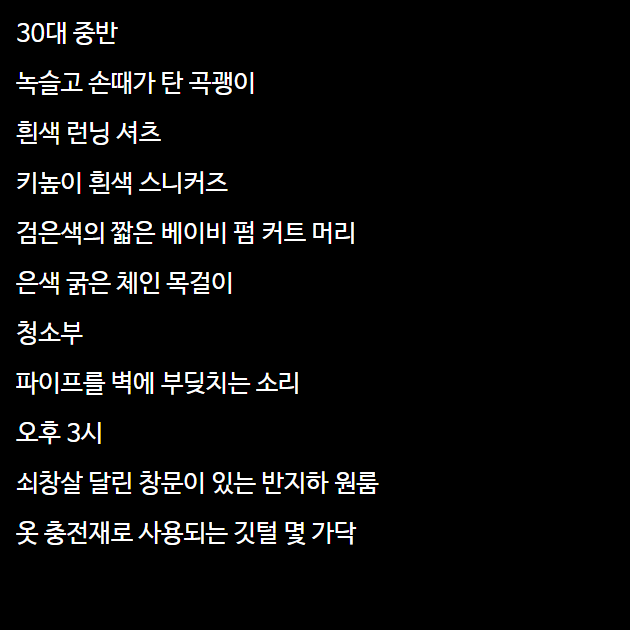 30대 중반
녹슬고 손때가 탄 곡괭이
흰색 런닝 셔츠
키높이 흰색 스니커즈
검은색의 짧은 베이비 펌 커트 머리
은색 굵은 체인 목걸이
청소부
파이프를 벽에 부딪치는 소리
오후 3시
쇠창살 달린 창문이 있는 반지하 원룸
옷 충전재로 사용되는 깃털 몇 가닥